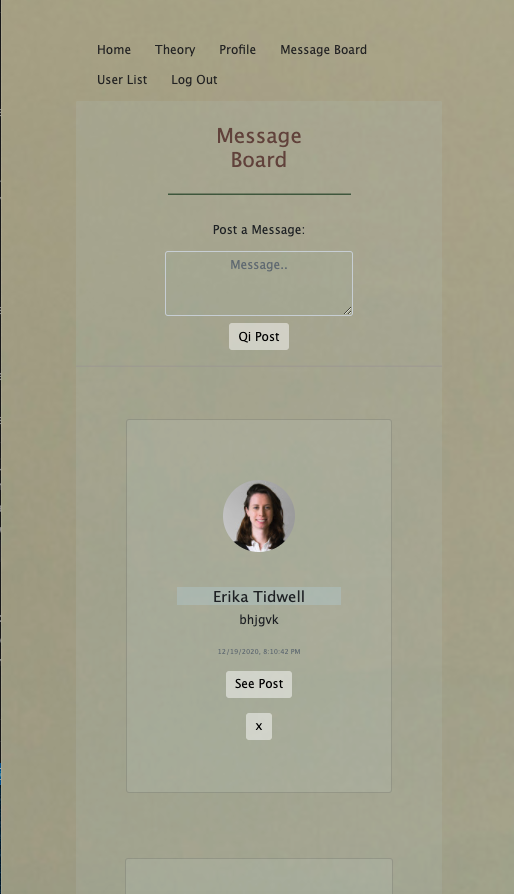 Home Theory Profile Message Board
User List Log Out
Message
Board
Post a Message:
Message..
Qi Post
Erika Tidwell
bhjgvk
12/19/2020, 8:10:42 PM
See Post
x